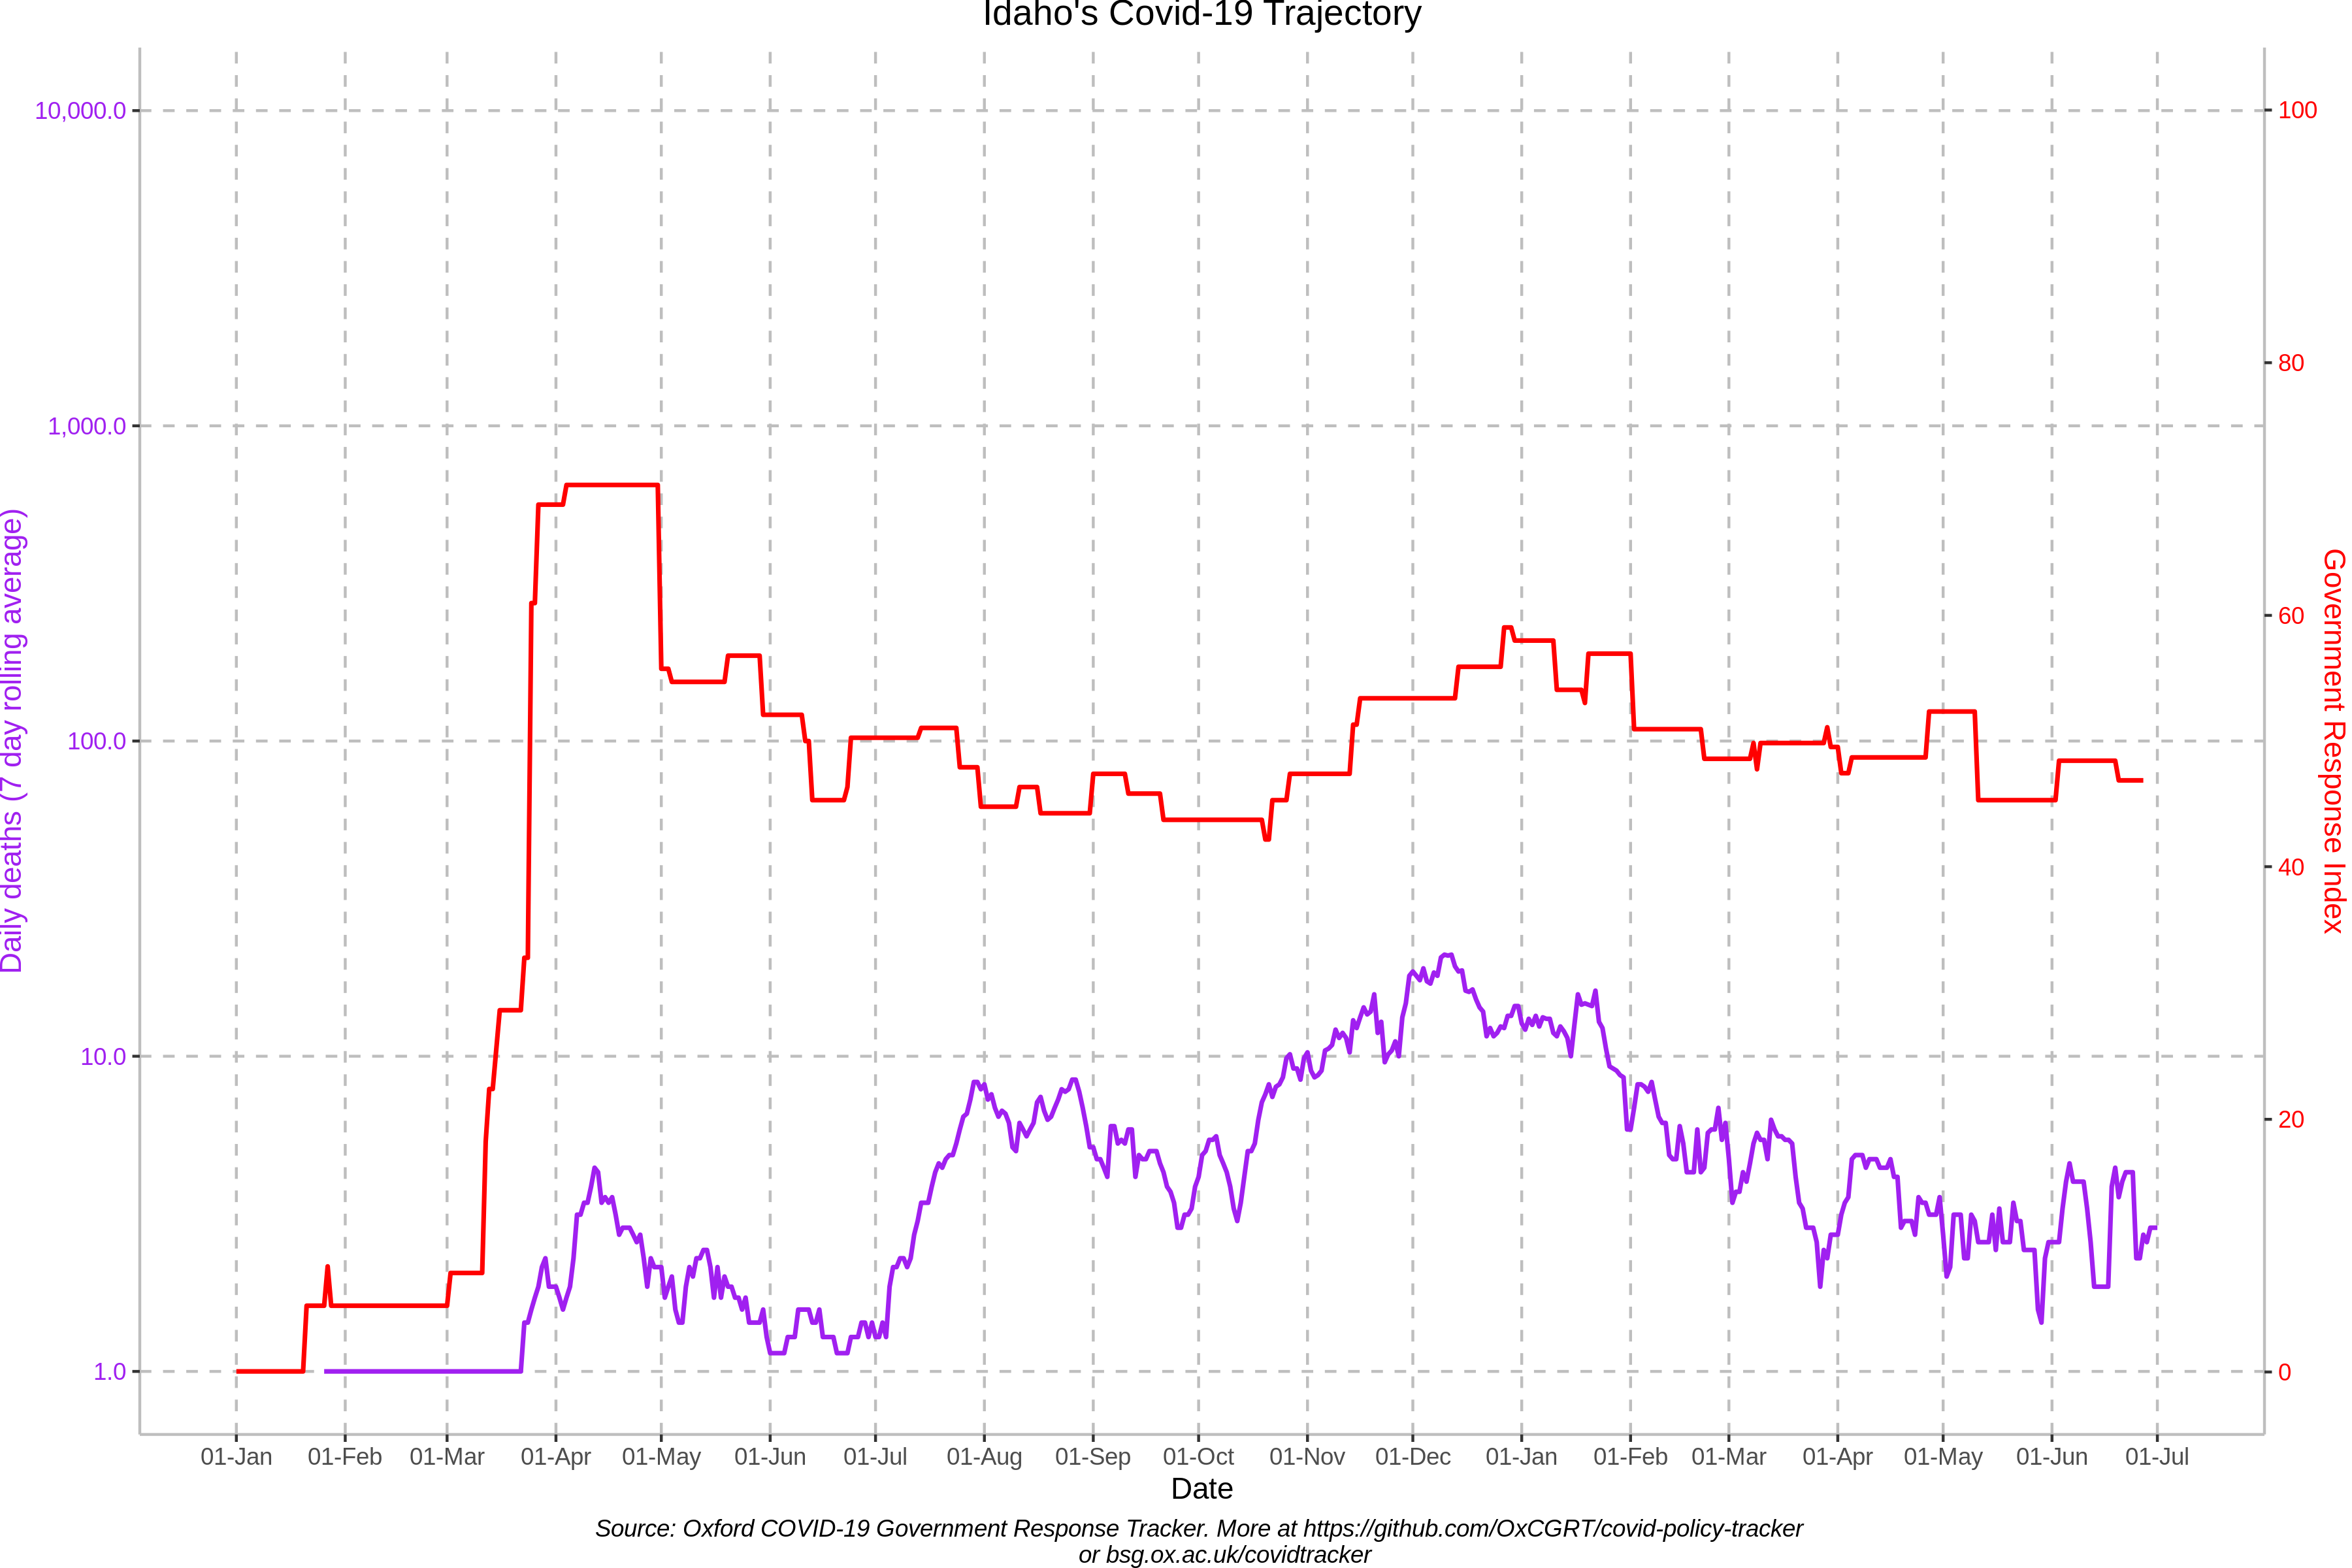 Idaho's Covid-19 Trajectory
10,000.0
1,000.0
100.0
10.0
1.0
Daily deaths (7 day rolling average)
100
80
60
40
20
0
Government Response Index
01-Jan 01-Feb 01-Mar 01-Apr 01-May 01-Jun 01-Jul 01-Aug 01-Sep 01-Oct 01-Nov 01-Dec 01-Jan 01-Feb 01-Mar 01-Apr 01-May 01-Jun 01-Jul
Date
Source: Oxford COVID-19 Government Response Tracker. More at https://github.com/OxCGRT/covid-policy-tracker
or bsg.ox.ac.uk/covidtracker